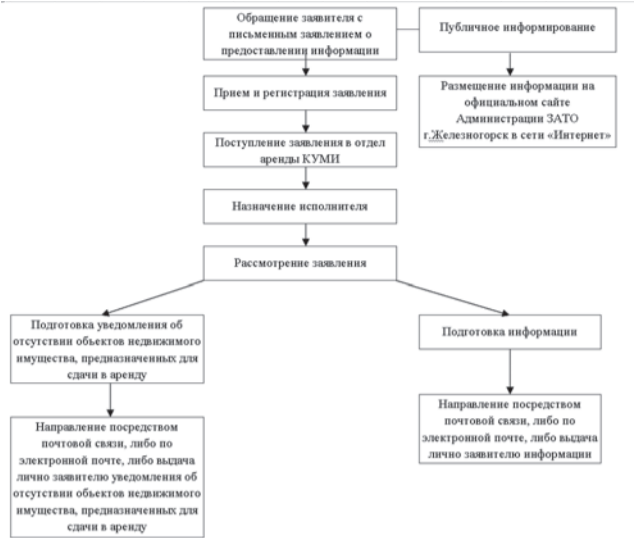 Обращение заявителя с
письменным заявлением о
предоставлении информации
Публичное информирование
Прием и регистрация заявления
Размещение информации на
официальном сайте
Администрации ЗАТО
г.Железногорск в сети «Интернет»
Поступление заявления в отдел
аренды КУМИ
Назначение исполнителя
Рассмотрение заявления
Подготовка уведомления об
отсутствии объектов недвижимого
имущества, предназначенных для
сдачи в аренду
Подготовка информации
Направление посредством
почтовой связи, либо по
электронной почте, либо выдача
лично заявителю уведомления об
отсутствии объектов недвижимого
имущества, предназначенных для
сдачи в аренду
Направление посредством
почтовой связи, либо по
электронной почте, либо выдача
лично заявителю информации